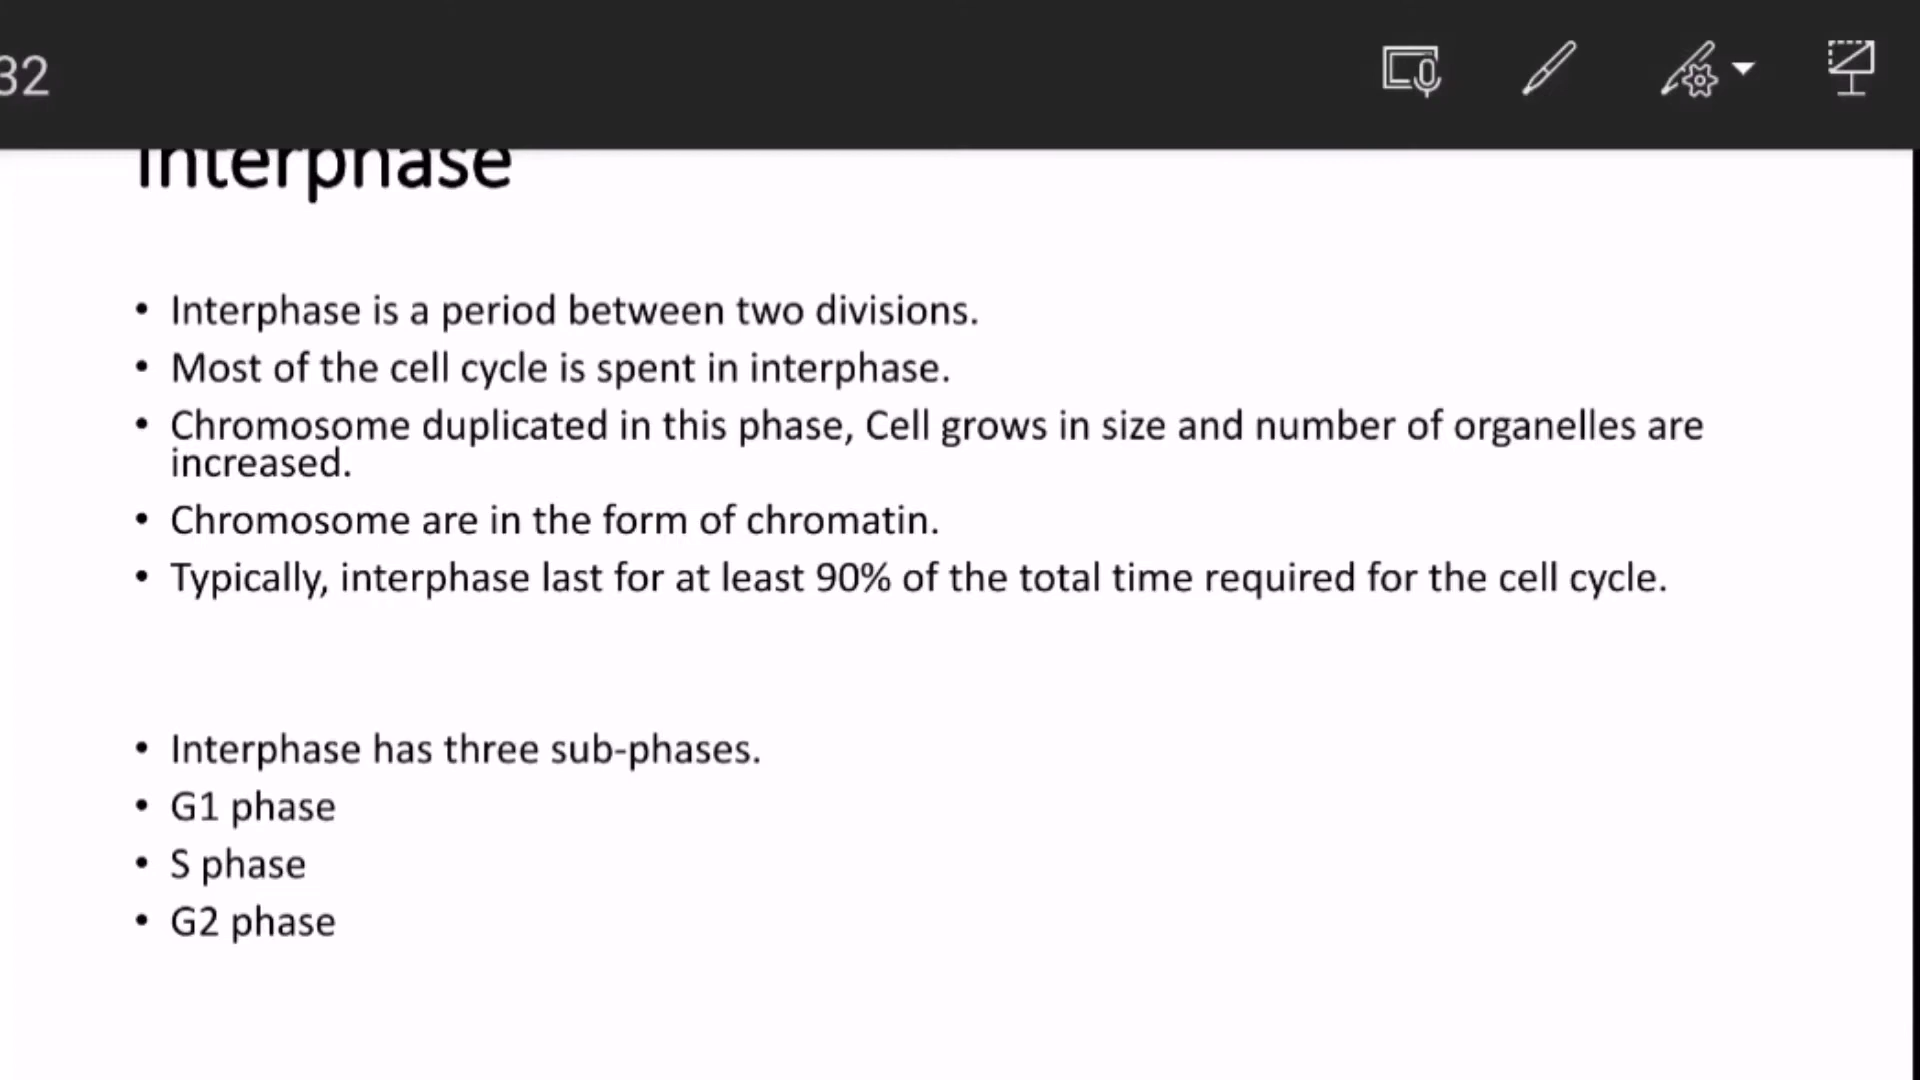 32
Interphase
• Interphase is a period between two divisions.
• Most of the cell cycle is spent in interphase.
• Chromosome duplicated in this phase, Cell grows in size and number of organelles are
increased.
• Chromosome are in the form of chromatin.
• Typically, interphase last for at least 90% of the total time required for the cell cycle.
• Interphase has three sub-phases.
• G1 phase
• S phase
• G2 phase